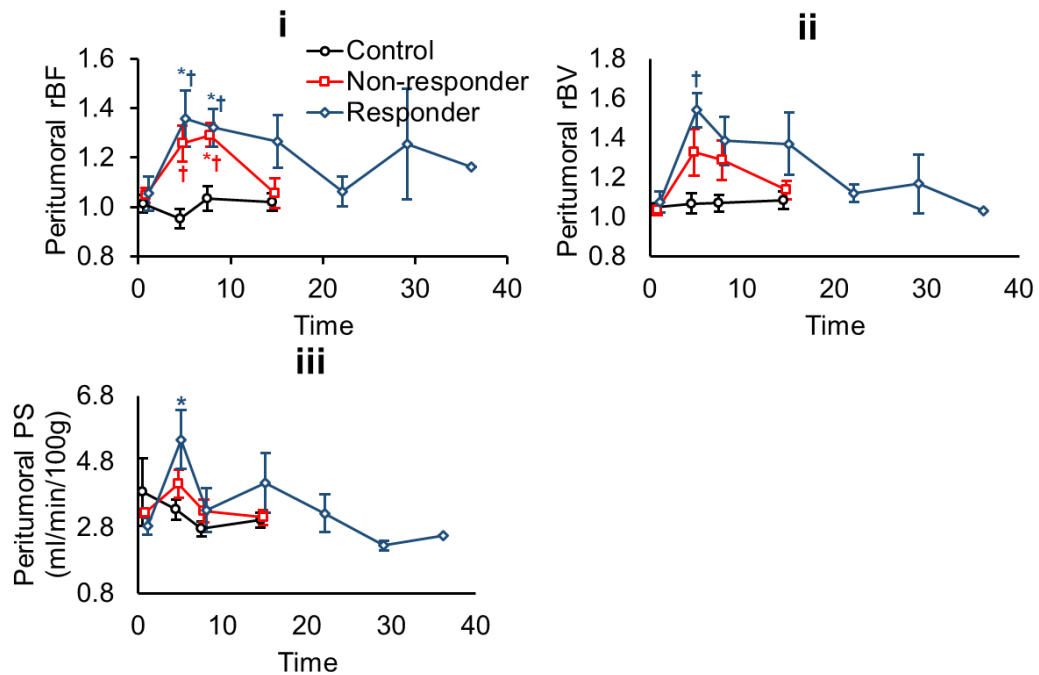 i
Control
Non-responder
Responder
Peritumoral rBF
1.6
1.4
1.2
1.0
0.8
*†
*†
†
*†
0 10 20 30 40
Time
ii
Peritumoral rBV
1.8
1.6
1.4
1.2
1.0
0.8
†
0 10 20 30 40
Time
iii
Peritumoral PS
(ml/min/100g)
6.8
4.8
2.8
0.8
*
0 10 20 30 40
Time